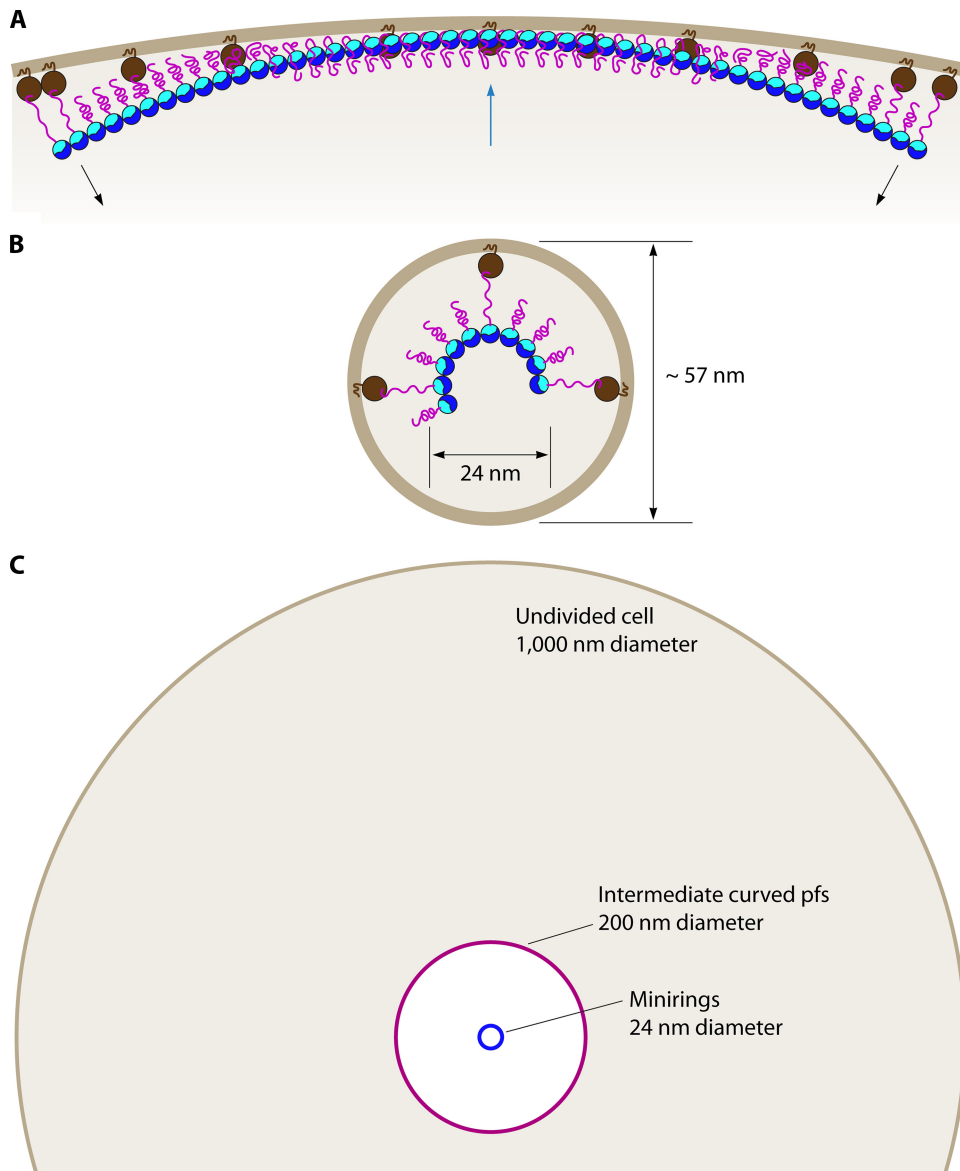 A
B
~ 57 nm
24 nm
C
Undivided cell
1,000 nm diameter
Intermediate curved pfs
200 nm diameter
Minirings
24 nm diameter